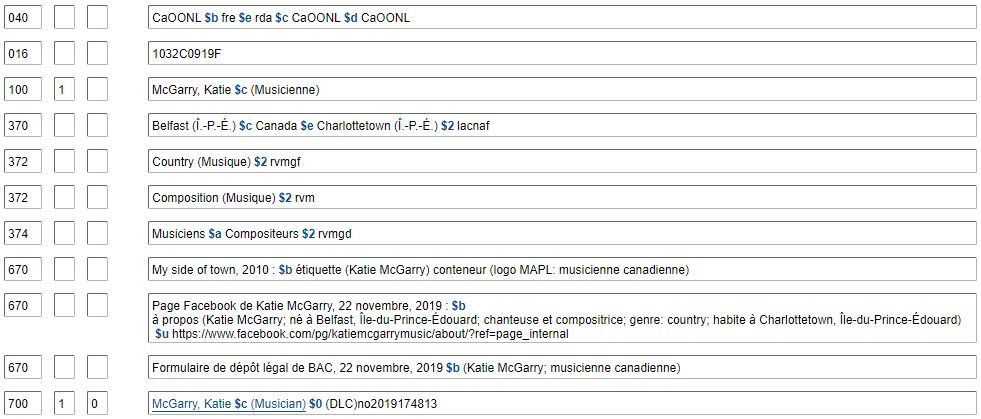 040 CaOONL $b fre $e rda $c CaOONL $d CaOONL
016 1032C0919F
100 1 McGarry, Katie $c (Musicienne)
370 Belfast (Î.-P.-É.) $c Canada $e Charlottetown (Î.-P.-É.) $2 lacnaf
372 Country (Musique) $2 rvmgf
372 Composition (Musique) $2 rvm
374 Musiciens $a Compositeurs $2 rvmgd
670 My side of town, 2010 : $b étiquette (Katie McGarry) conteneur (logo MAPL: musicienne canadienne)
670 Page Facebook de Katie McGarry, 22 novembre, 2019 : $b
à propos (Katie McGarry; né à Belfast, Île-du-Prince-Édouard; chanteuse et compositrice; genre: country; habite à Charlottetown, Île-du-Prince-Édouard)
$u https://www.facebook.com/pg/katiemcgarrymusic/about/?ref=page_internal
670 Formulaire de dépôt légal de BAC, 22 novembre, 2019 $b (Katie McGarry; musicienne canadienne)
700 1 0 McGarry, Katie $c (Musician) $0 (DLC)no2019174813